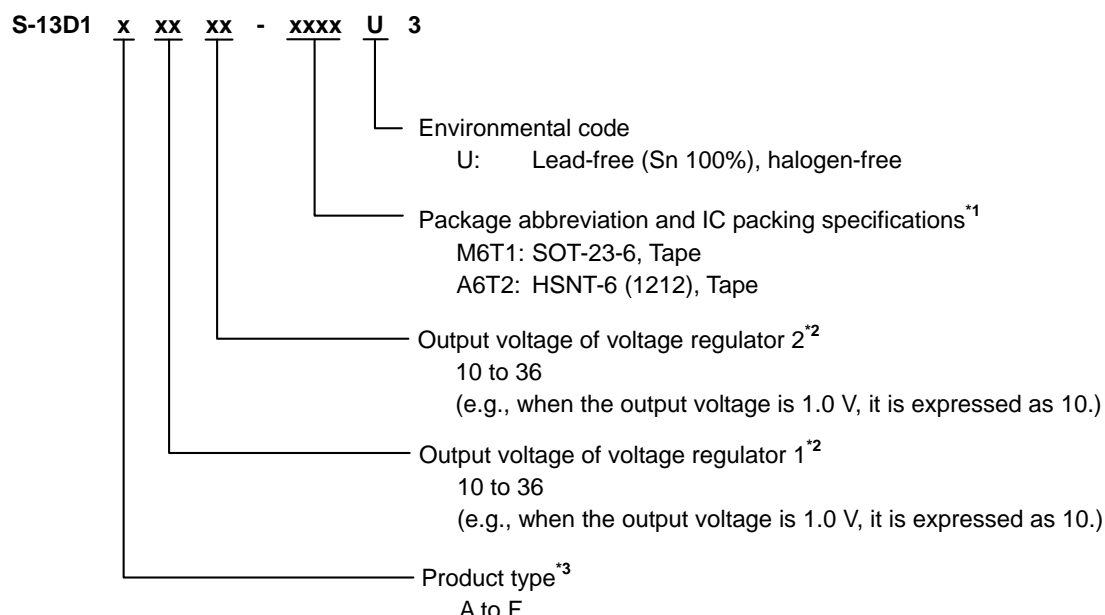 S-13D1 x xx xx - xxxx U 3
Environmental code
U: Lead-free (Sn 100%), halogen-free
Package abbreviation and IC packing specifications*1
M6T1: SOT-23-6, Tape
A6T2: HSNT-6 (1212), Tape
Output voltage of voltage regulator 2*2
10 to 36
(e.g., when the output voltage is 1.0 V, it is expressed as 10.)
Output voltage of voltage regulator 1*2
10 to 36
(e.g., when the output voltage is 1.0 V, it is expressed as 10.)
Product type*3